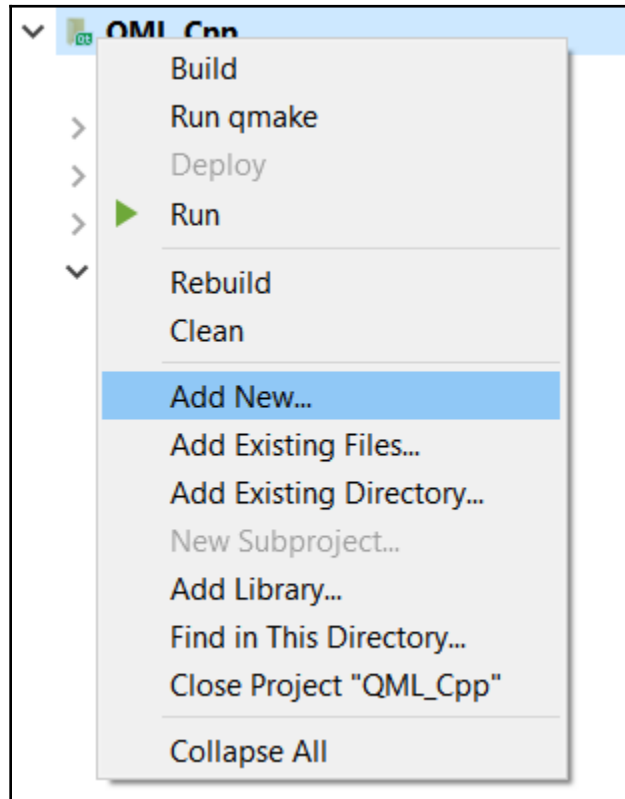 QML_Cpp
Build
Run qmake
Deploy
Run
Rebuild
Clean
Add New...
Add Existing Files...
Add Existing Directory...
New Subproject...
Add Library...
Find in This Directory...
Close Project "QML_Cpp"
Collapse All